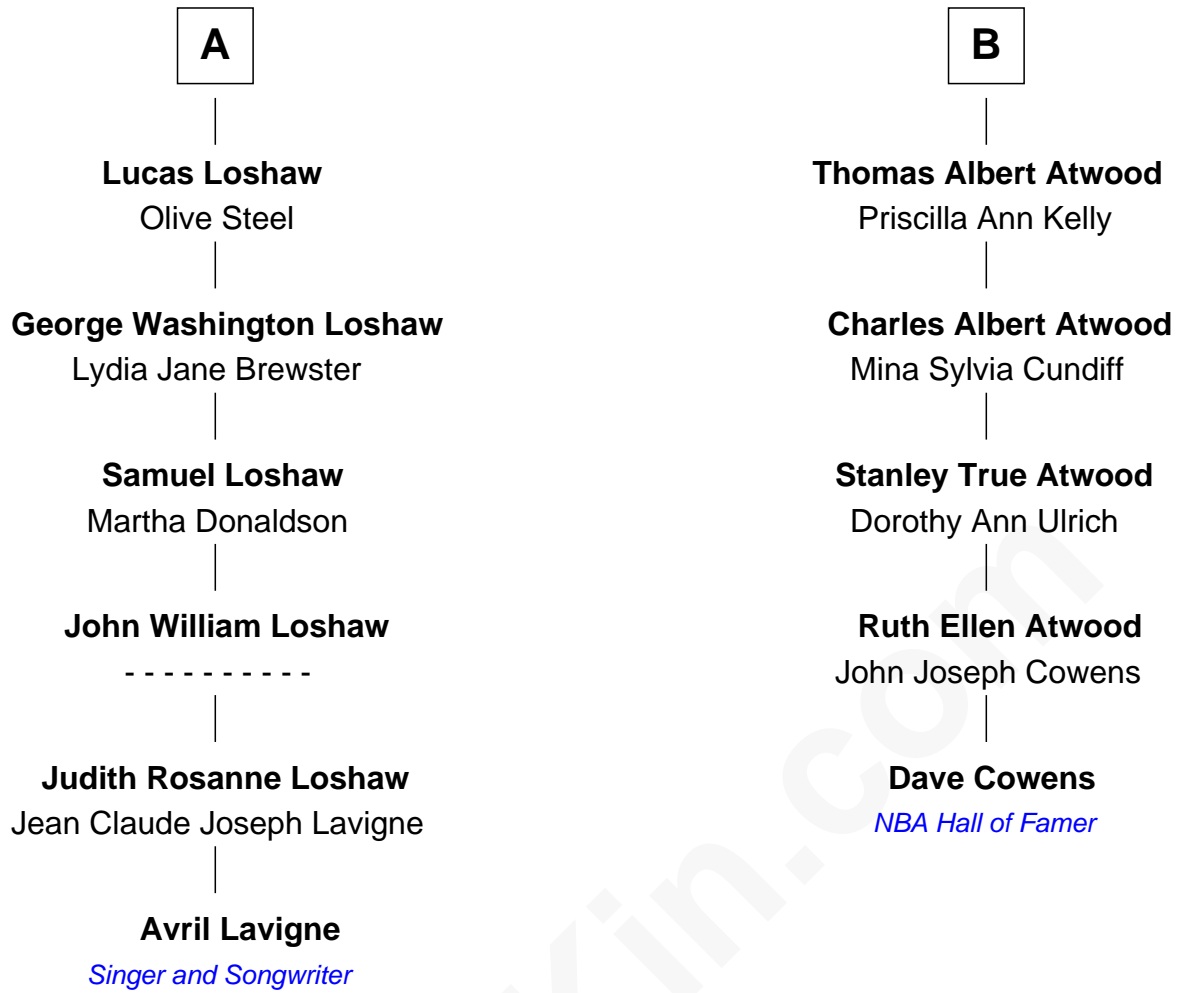 A
Lucas Loshaw
Olive Steel
George Washington Loshaw
Lydia Jane Brewster
Samuel Loshaw
Martha Donaldson
John William Loshaw
- - - - - - - - - -
Judith Rosanne Loshaw
Jean Claude Joseph Lavigne
Avril Lavigne
Singer and Songwriter
B
Thomas Albert Atwood
Priscilla Ann Kelly
Charles Albert Atwood
Mina Sylvia Cundiff
Stanley True Atwood
Dorothy Ann Ulrich
Ruth Ellen Atwood
John Joseph Cowens
Dave Cowens
NBA Hall of Famer
Kin.com